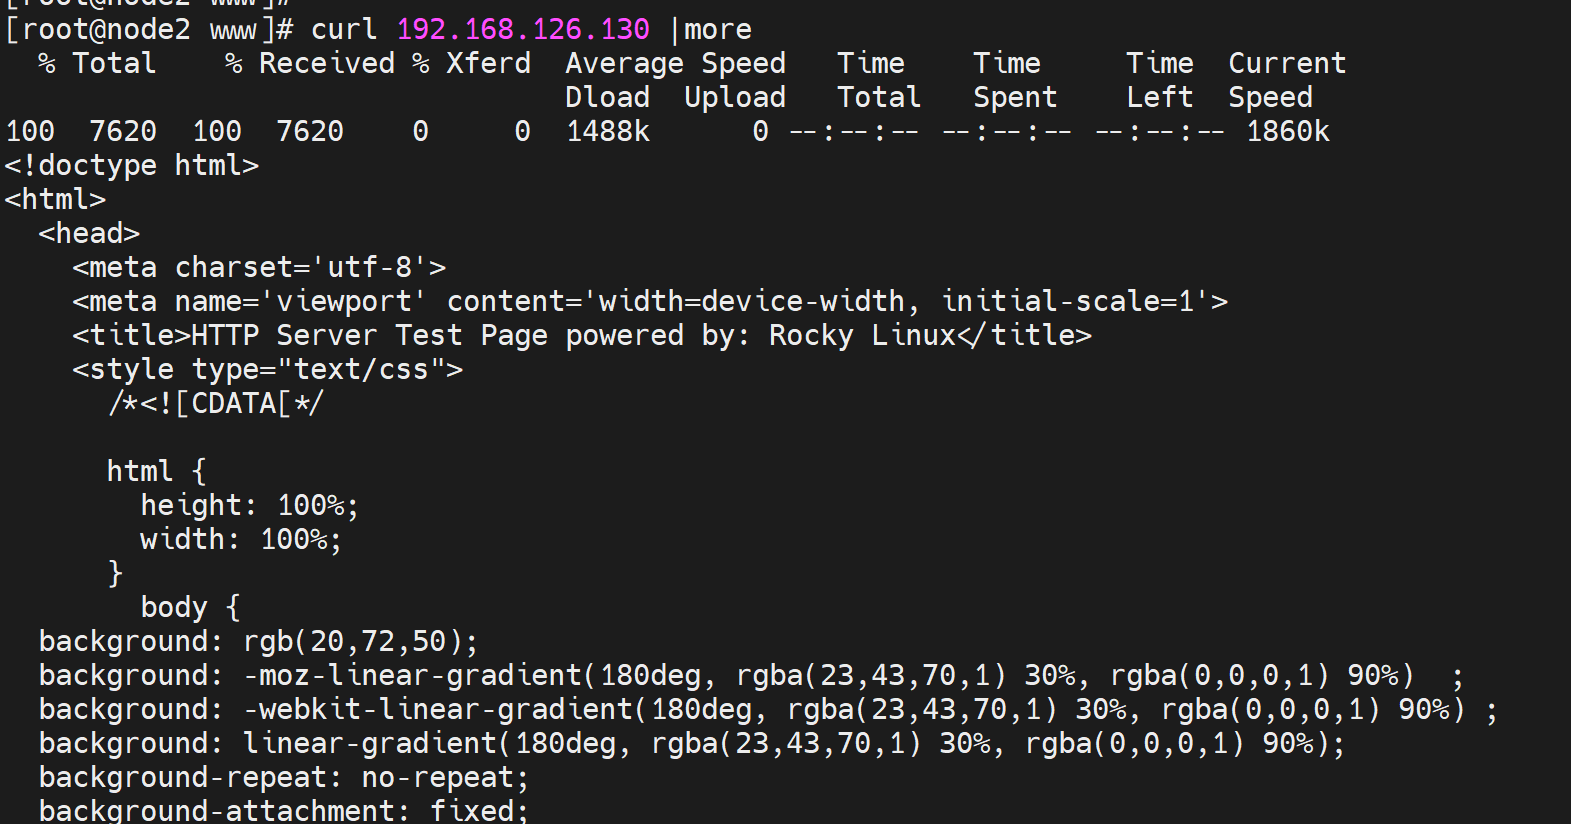 [root@node2 www]#
[root@node2 www]# curl 192.168.126.130 |more
  % Total    % Received % Xferd  Average Speed   Time    Time     Time  Current
                                 Dload  Upload   Total   Spent    Left  Speed
100  7620  100  7620    0     0  1488k      0 --:--:-- --:--:-- --:--:-- 1860k
<!doctype html>
<html>
  <head>
    <meta charset='utf-8'>
    <meta name='viewport' content='width=device-width, initial-scale=1'>
    <title>HTTP Server Test Page powered by: Rocky Linux</title>
    <style type="text/css">
      /*<![CDATA[*/
      html {
        height: 100%;
        width: 100%;
      }
        body {
  background: rgb(20,72,50);
  background: -moz-linear-gradient(180deg, rgba(23,43,70,1) 30%, rgba(0,0,0,1) 90%)  ;
  background: -webkit-linear-gradient(180deg, rgba(23,43,70,1) 30%, rgba(0,0,0,1) 90%) ;
  background: linear-gradient(180deg, rgba(23,43,70,1) 30%, rgba(0,0,0,1) 90%);
  background-repeat: no-repeat;
  background-attachment: fixed;